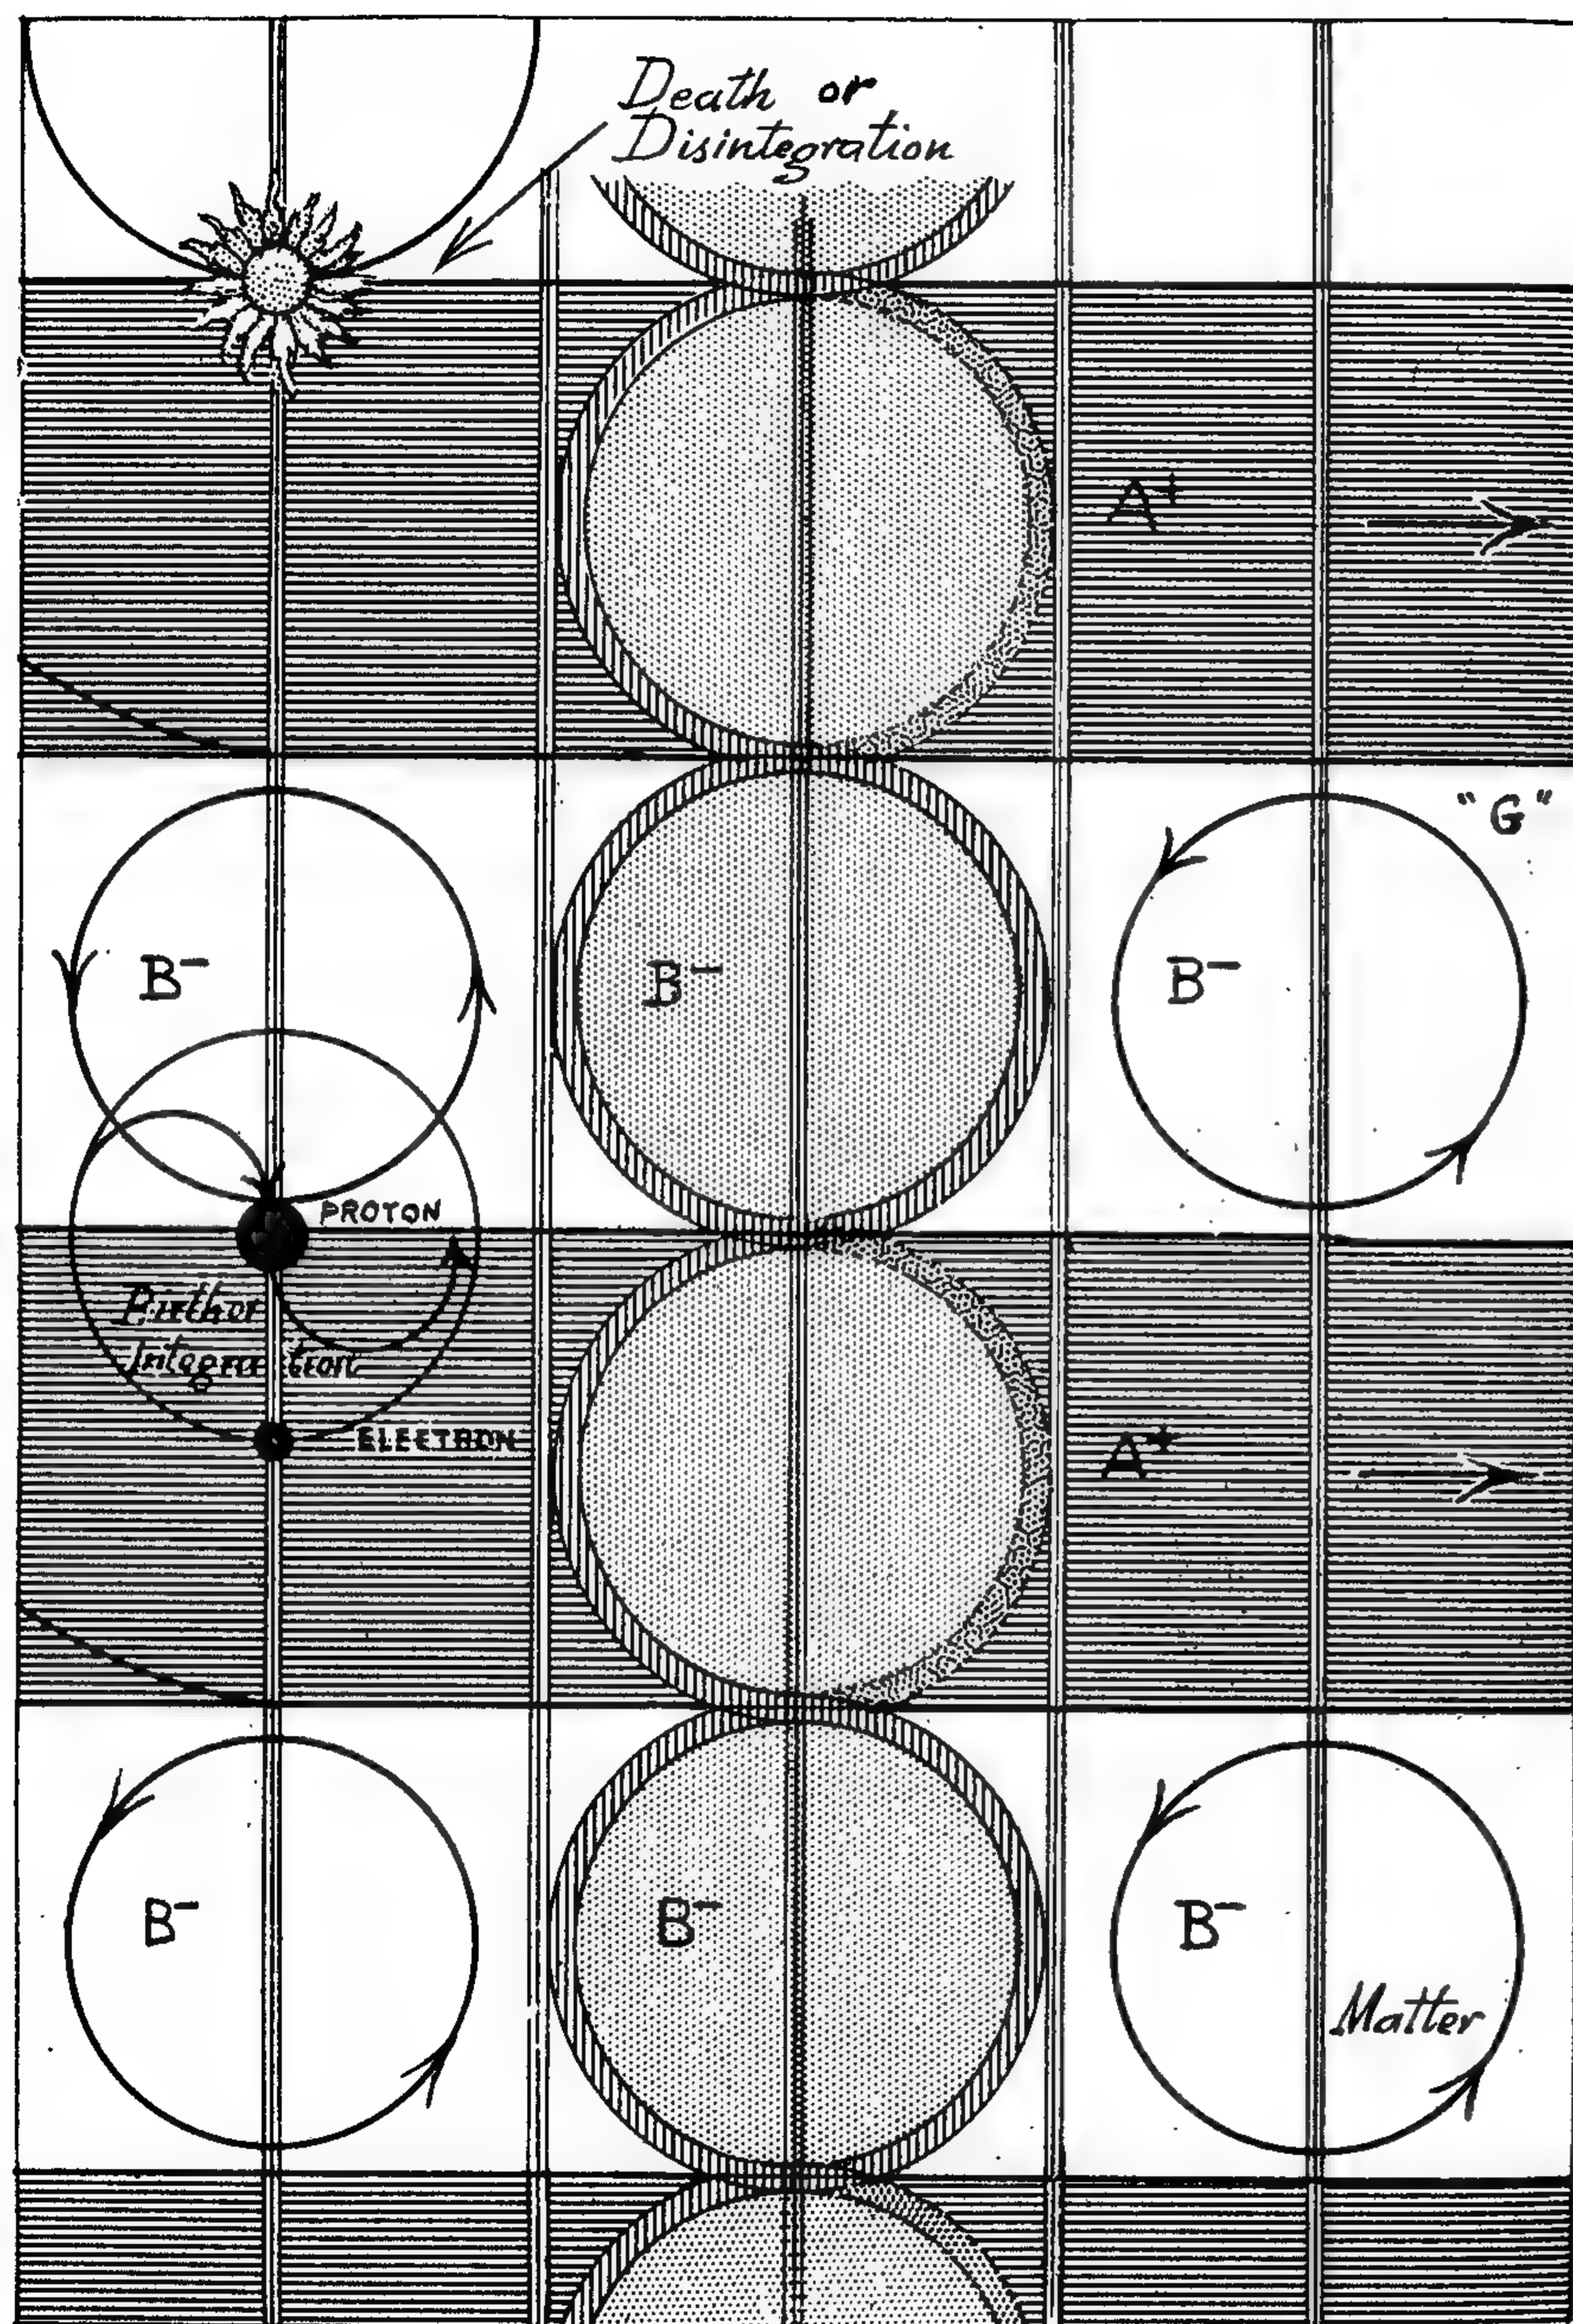 Death or
Disintegration
A+
"G"
B-
B-
B-
PROTON
Birth or
Integration
ELECTRON
A+
B-
B-
B-
Matter